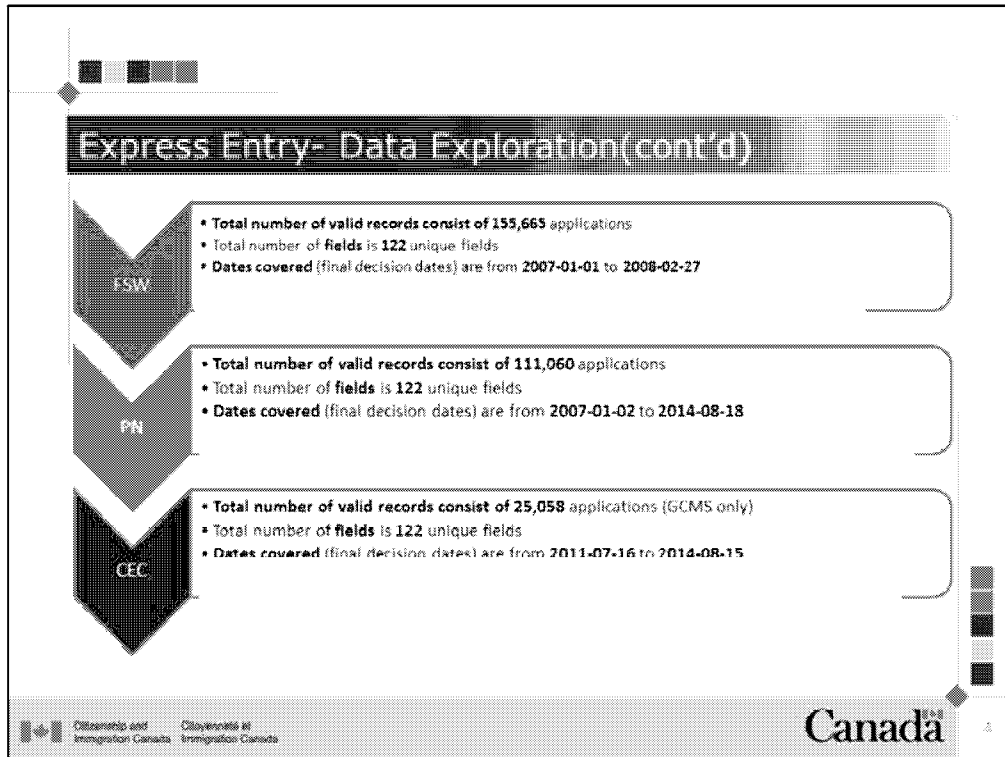 Express Entry- Data Exploration(cont'd)
FSW
• Total number of valid records consist of 155,665 applications
• Total number of fields is 122 unique fields
• Dates covered (final decision dates) are from 2007-01-01 to 2008-02-27
PN
• Total number of valid records consist of 111,060 applications
• Total number of fields is 122 unique fields
• Dates covered (final decision dates) are from 2007-01-02 to 2014-08-18
CEC
• Total number of valid records consist of 25,058 applications (GCMS only)
• Total number of fields is 122 unique fields
• Dates covered (final decision dates) are from 2011-07-16 to 2014-08-15
Citizenship and
Immigration Canada
Citoyenneté et
Immigration Canada
Canada